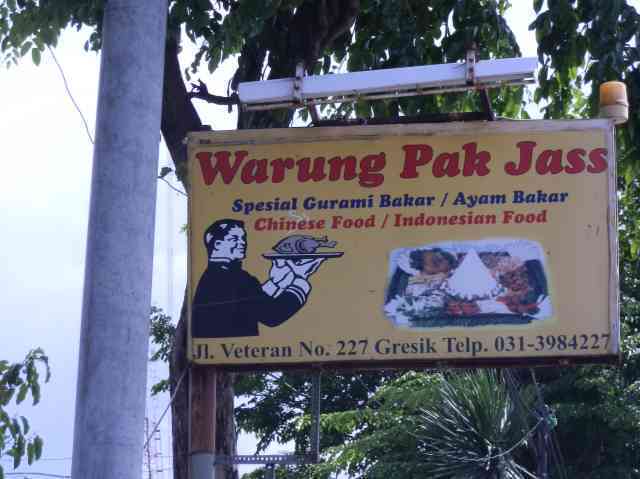 Warung Pak Jass
Spesial Gurami Bakar / Ayam Bakar
Chinese Food / Indonesian Food
Jl. Veteran No. 227 Gresik Telp. 031-3984227